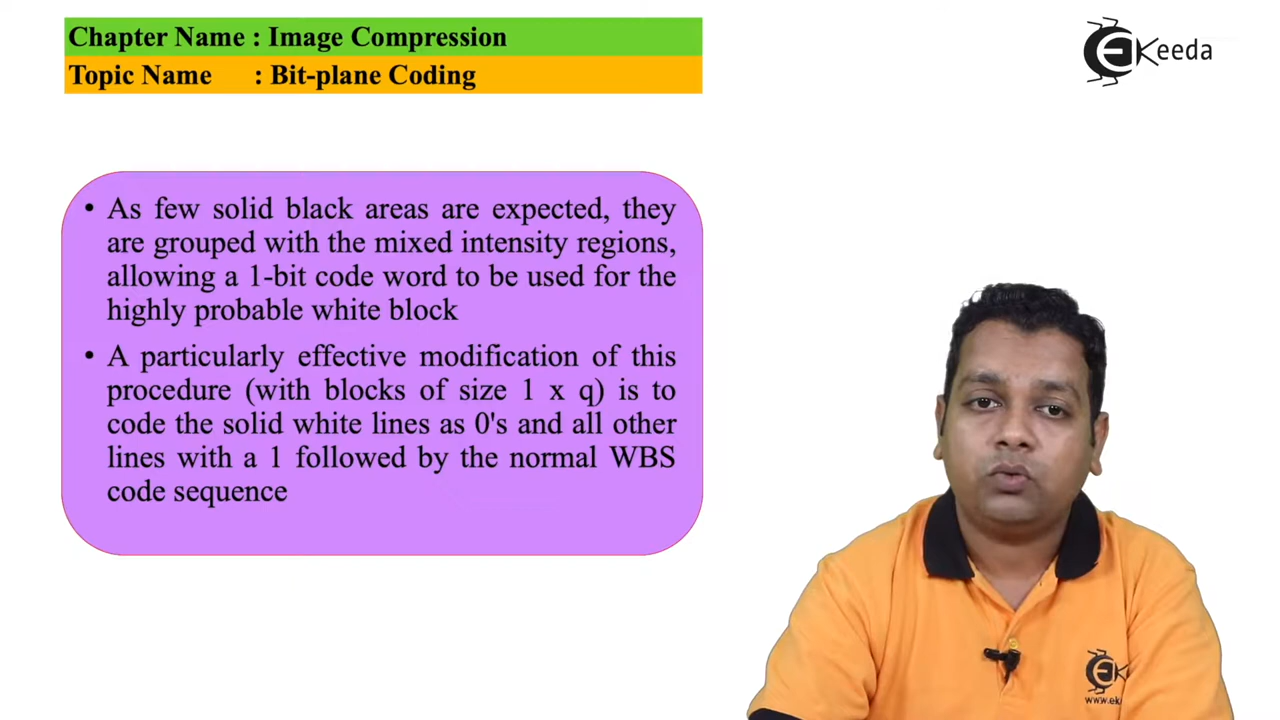 Chapter Name : Image Compression
Topic Name : Bit-plane Coding
eKeeda
• As few solid black areas are expected, they
are grouped with the mixed intensity regions,
allowing a 1-bit code word to be used for the
highly probable white block
• A particularly effective modification of this
procedure (with blocks of size 1 x q) is to
code the solid white lines as 0's and all other
lines with a 1 followed by the normal WBS
code sequence